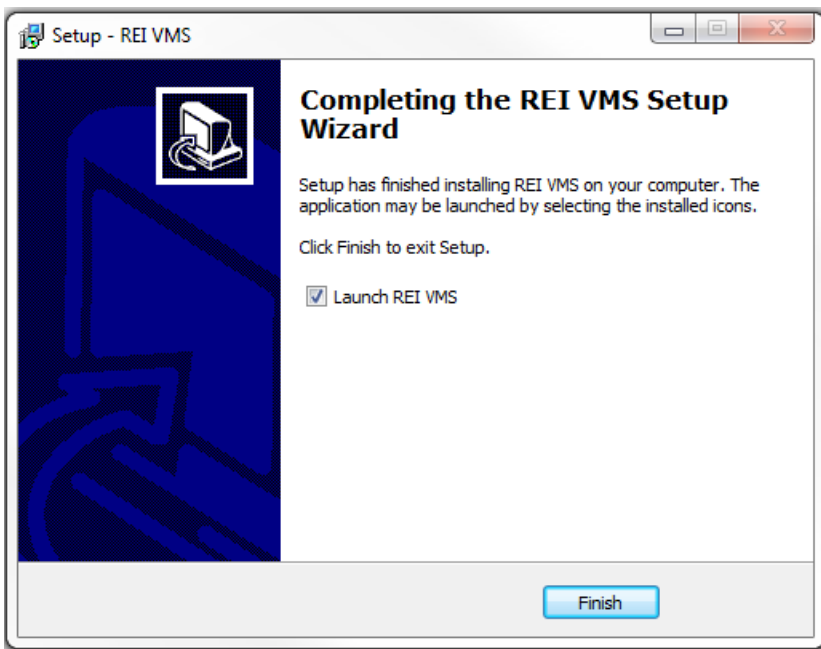 Setup - REI VMS
Completing the REI VMS Setup
Wizard
Setup has finished installing REI VMS on your computer. The
application may be launched by selecting the installed icons.
Click Finish to exit Setup.
Launch REI VMS
Finish